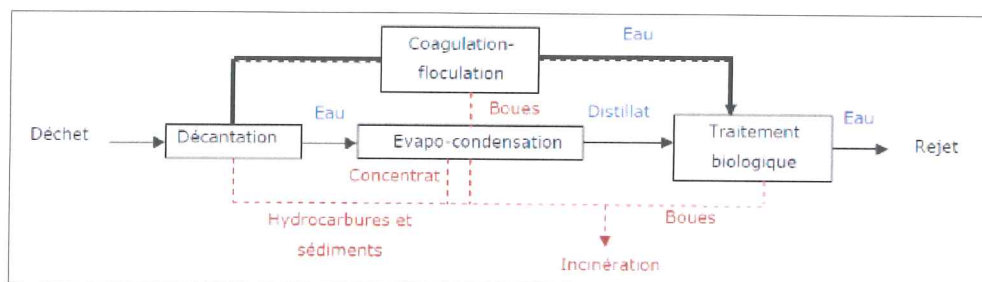 Coagulation-
floculation
Eau
Boues
Déchet
Décantation
Eau
Evapo-condensation
Distillat
Traitement
biologique
Eau
Rejet
Concentrat
Hydrocarbures et
sédiments
Boues
Incinération